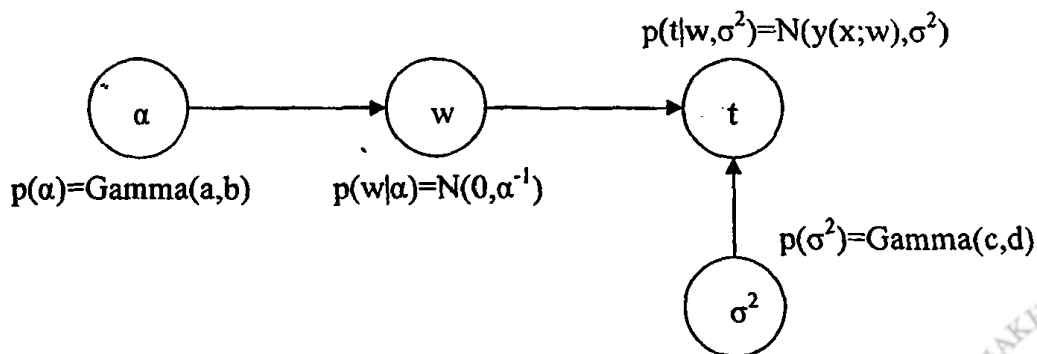 p(t|w,σ²)=N(y(x;w),σ²)
α
w
t
p(α)=Gamma(a,b)
p(w|α)=N(0,α⁻¹)
p(σ²)=Gamma(c,d)
σ²